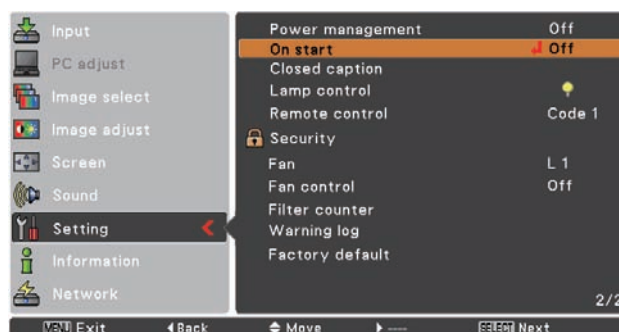 Input
PC adjust
Image select
Image adjust
Screen
Sound
Setting
Information
Network
Power management Off
On start Off
Closed caption
Lamp control
Remote control Code 1
Security
Fan L 1
Fan control Off
Filter counter
Warning log
Factory default
2/2
MENU Exit Back Move ---- SELECT Next